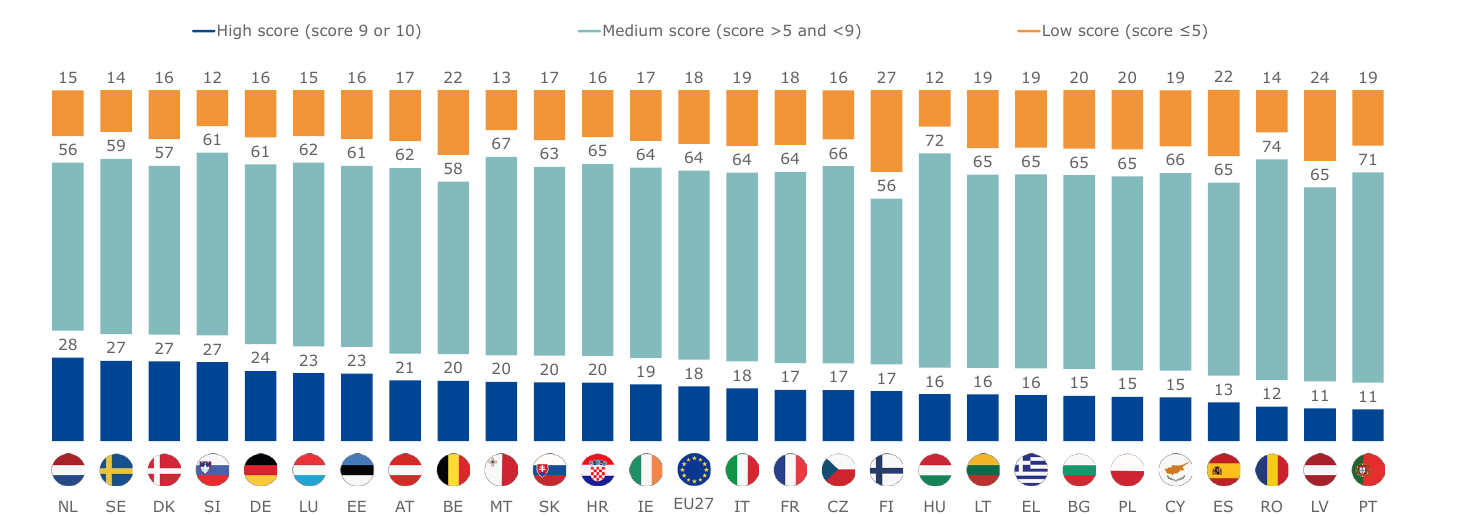 High score (score 9 or 10) Medium score (score >5 and <9) Low score (score ≤5)
15 14 16 12 16 15 16 17 22 13 17 16 17 18 19 18 16 27 12 19 19 20 20 19 22 14 24 19
56 59 57 61 61 62 61 62 58 67 63 65 64 64 64 64 66 56 72 65 65 65 65 66 65 74 65 71
28 27 27 27 24 23 23 21 20 20 20 20 19 18 18 17 17 17 16 16 16 15 15 15 13 12 11 11
NL SE DK SI DE LU EE AT BE MT SK HR IE EU27 IT FR CZ FI HU LT EL BG PL CY ES RO LV PT